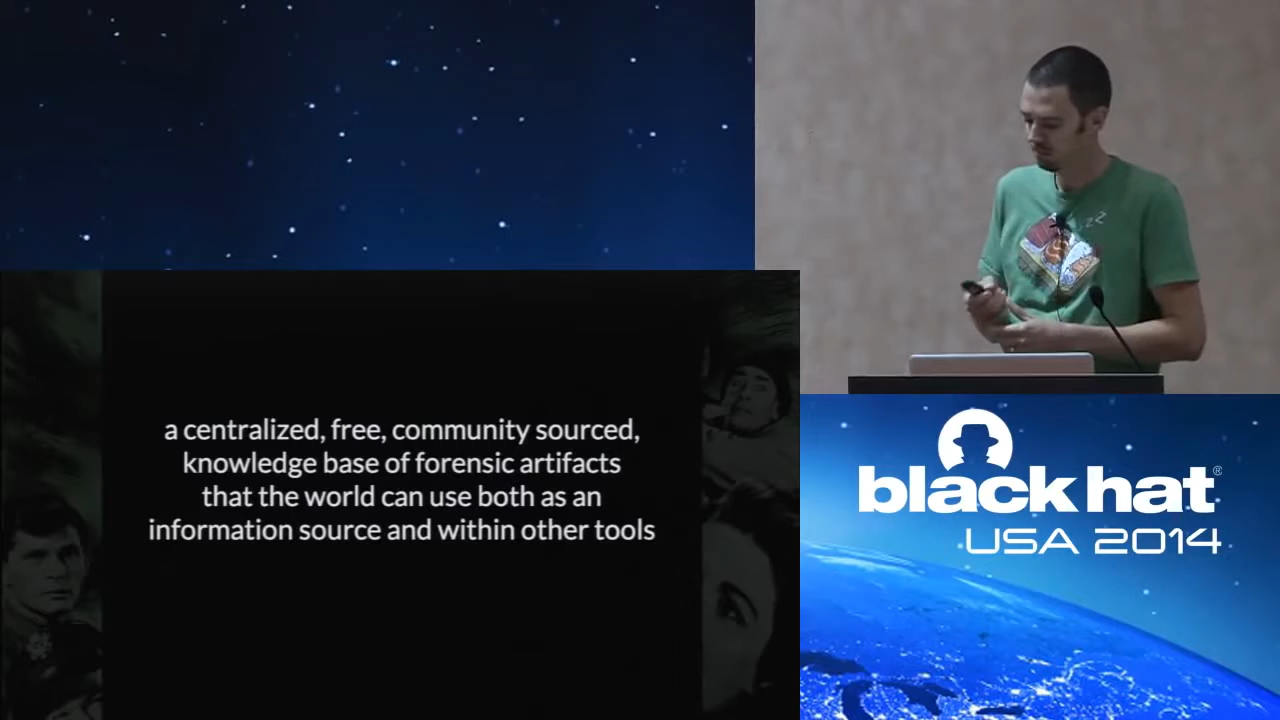 zZ
a centralized, free, community sourced,
knowledge base of forensic artifacts
that the world can use both as an
information source and within other tools
black hat®
USA 2014